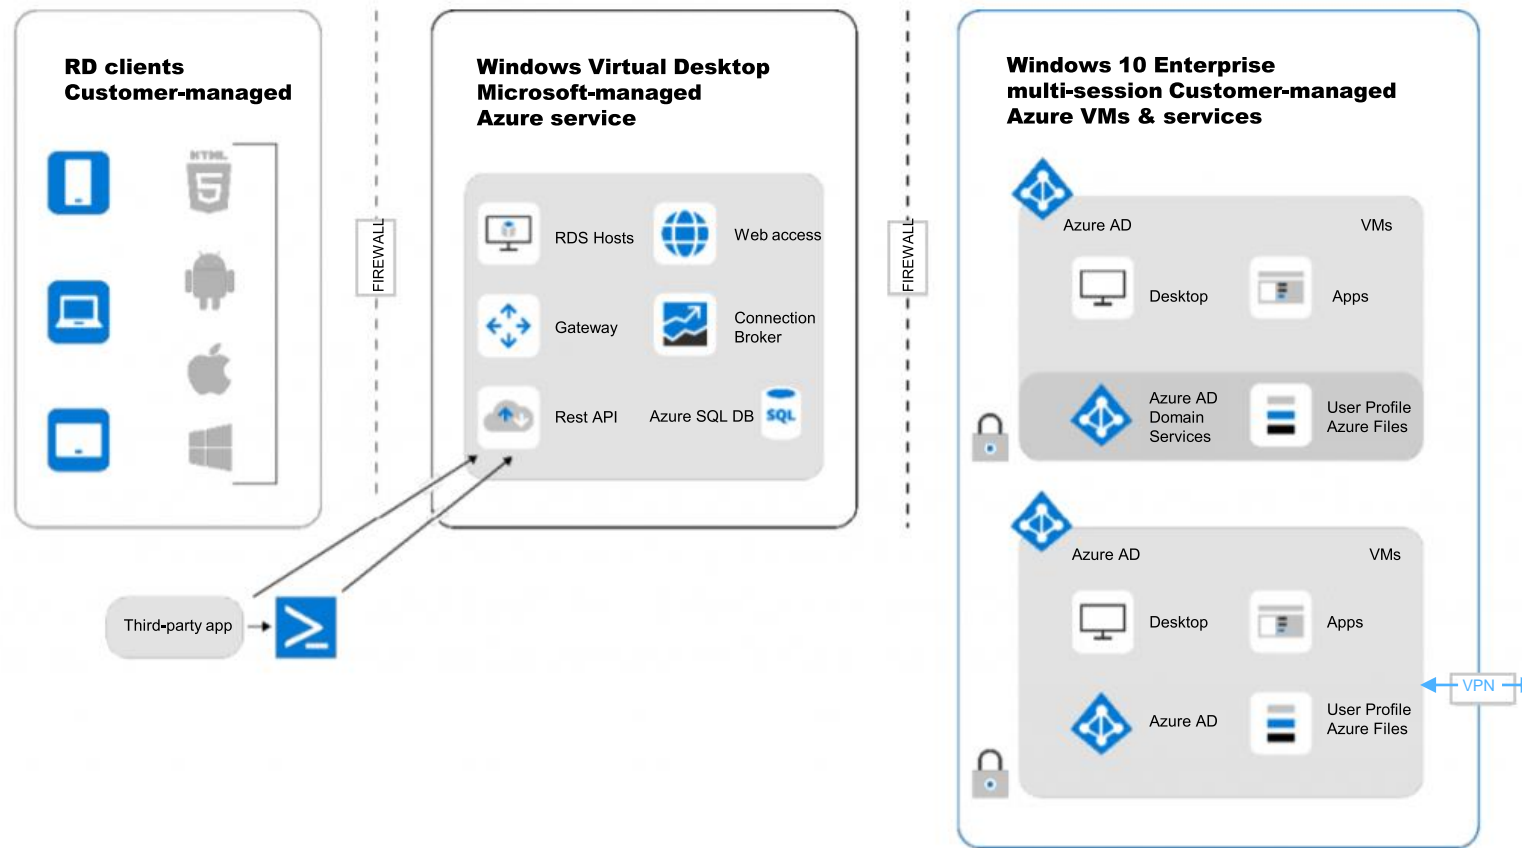 RD clients
Customer-managed
HTML
5
FIREWALL
Windows Virtual Desktop
Microsoft-managed
Azure service
RDS Hosts
Web access
Gateway
Connection
Broker
Rest API
Azure SQL DB
SQL
FIREWALL
Third-party app
Windows 10 Enterprise
multi-session Customer-managed
Azure VMs & services
Azure AD
VMs
Desktop
Apps
Azure AD
Domain
Services
User Profile
Azure Files
Azure AD
VMs
Desktop
Apps
Azure AD
User Profile
Azure Files
VPN